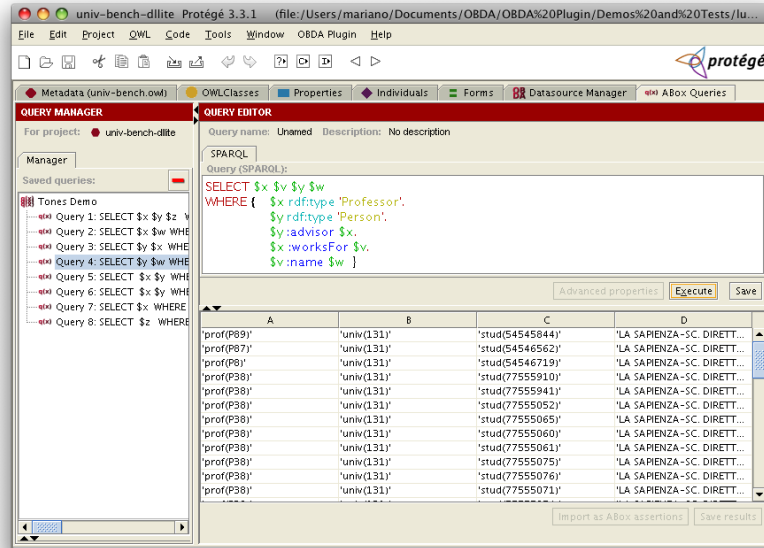 univ-bench-dllite Protégé 3.3.1 (file:/Users/mariano/Documents/OBDA/OBDA%20Plugin/Demos%20and%20Tests/lu...
File Edit Project OWL Code Tools Window OBDA Plugin Help
protégé
Metadata (univ-bench.owl) OWLClasses Properties Individuals Forms Datasource Manager q(x) ABox Queries
QUERY MANAGER
For project: univ-bench-dllite
Manager
Saved queries:
Tones Demo
q(x) Query 1: SELECT $x $y $z W
q(x) Query 2: SELECT $x $w WHE
q(x) Query 3: SELECT $y $x WHE
q(x) Query 4: SELECT $y $w WHE
q(x) Query 5: SELECT $x $y WHE
q(x) Query 6: SELECT $x $y WHE
q(x) Query 7: SELECT $x WHERE
q(x) Query 8: SELECT $z WHERE
QUERY EDITOR
Query name: Unamed Description: No description
SPARQL
Query (SPARQL):
SELECT $x $v $y $w
WHERE { $x rdf:type 'Professor'.
$y rdf:type 'Person'.
$y :advisor $x.
$x :worksFor $v.
$v :name $w }
Advanced properties Execute Save
A B C D
'prof(P89)' 'univ(131)' 'stud(54545844)' 'LA SAPIENZA-SC. DIRETT...
'prof(P87)' 'univ(131)' 'stud(54546562)' 'LA SAPIENZA-SC. DIRETT...
'prof(P8)' 'univ(131)' 'stud(54546719)' 'LA SAPIENZA-SC. DIRETT...
'prof(P38)' 'univ(131)' 'stud(77555910)' 'LA SAPIENZA-SC. DIRETT...
'prof(P38)' 'univ(131)' 'stud(77555941)' 'LA SAPIENZA-SC. DIRETT...
'prof(P38)' 'univ(131)' 'stud(77555052)' 'LA SAPIENZA-SC. DIRETT...
'prof(P38)' 'univ(131)' 'stud(77555065)' 'LA SAPIENZA-SC. DIRETT...
'prof(P38)' 'univ(131)' 'stud(77555060)' 'LA SAPIENZA-SC. DIRETT...
'prof(P38)' 'univ(131)' 'stud(77555061)' 'LA SAPIENZA-SC. DIRETT...
'prof(P38)' 'univ(131)' 'stud(77555075)' 'LA SAPIENZA-SC. DIRETT...
'prof(P38)' 'univ(131)' 'stud(77555076)' 'LA SAPIENZA-SC. DIRETT...
'prof(P38)' 'univ(131)' 'stud(77555071)' 'LA SAPIENZA-SC. DIRETT...
Import as ABox assertions Save results